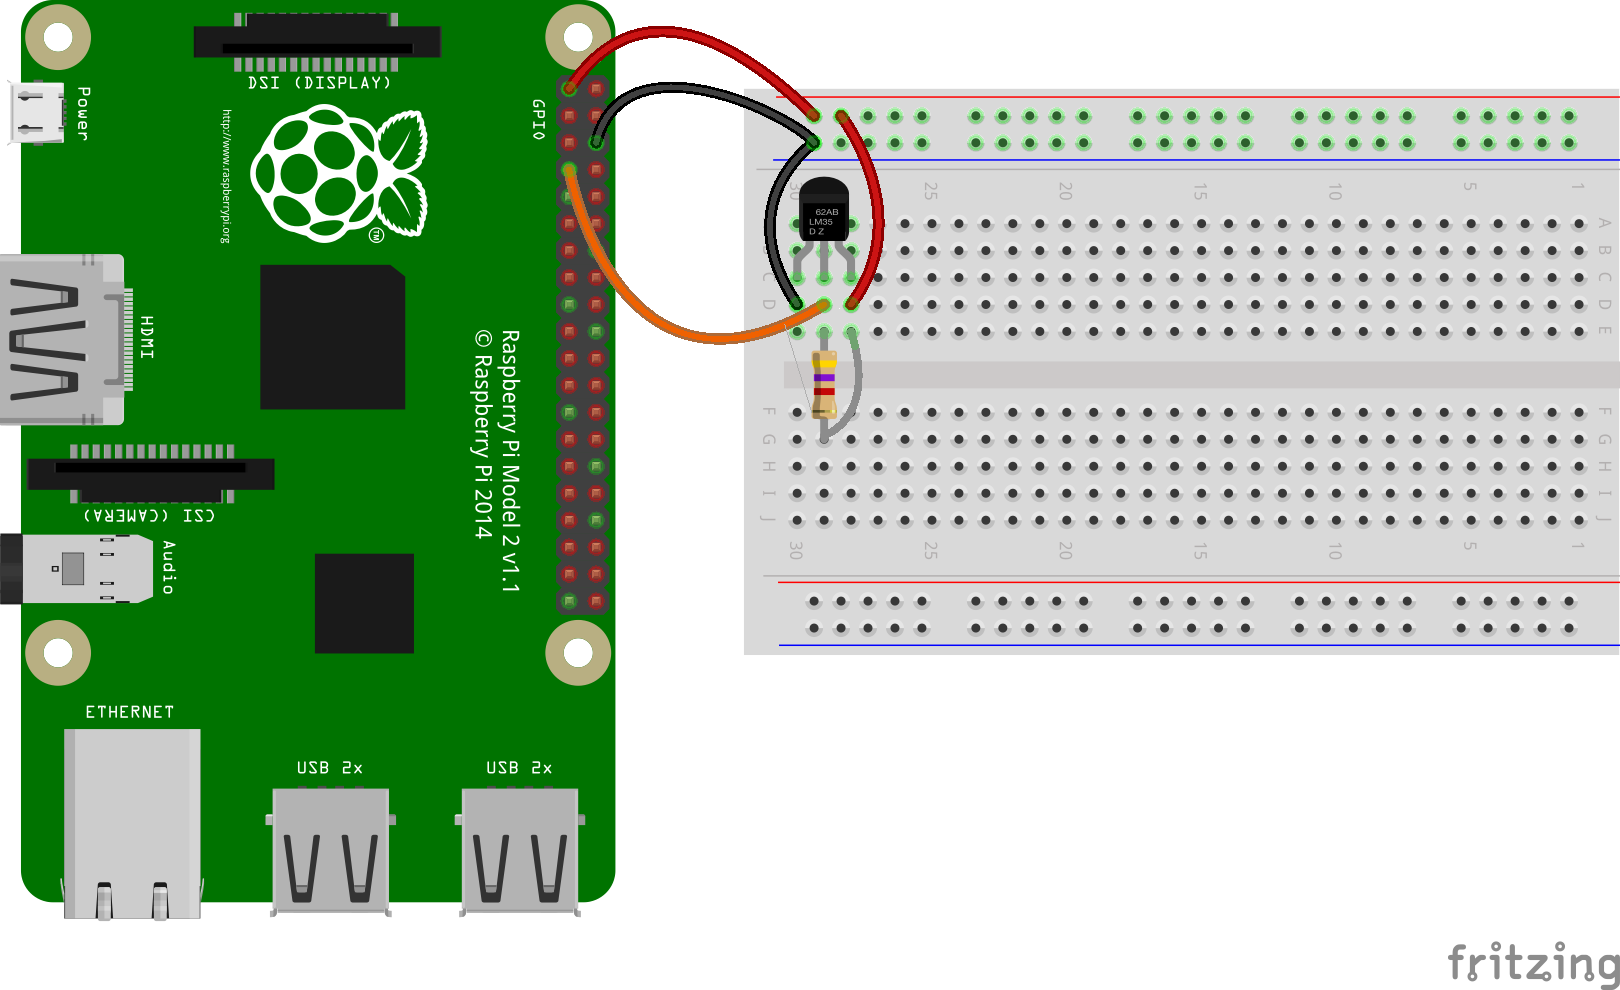 DSI (DISPLAY)
Power
GPIO
http://www.raspberrypi.org
TM
HDMI
Raspberry Pi Model 2 v1.1
© Raspberry Pi 2014
CSI (CAMERA)
Audio
ETHERNET
USB 2x
USB 2x
30 25 20 15 10 5 1
62AB
LM35
D Z
A
B
C C
D D
E
E
F F
G G
H H
I I
J J
30 25 20 15 10 5 1
fritzing